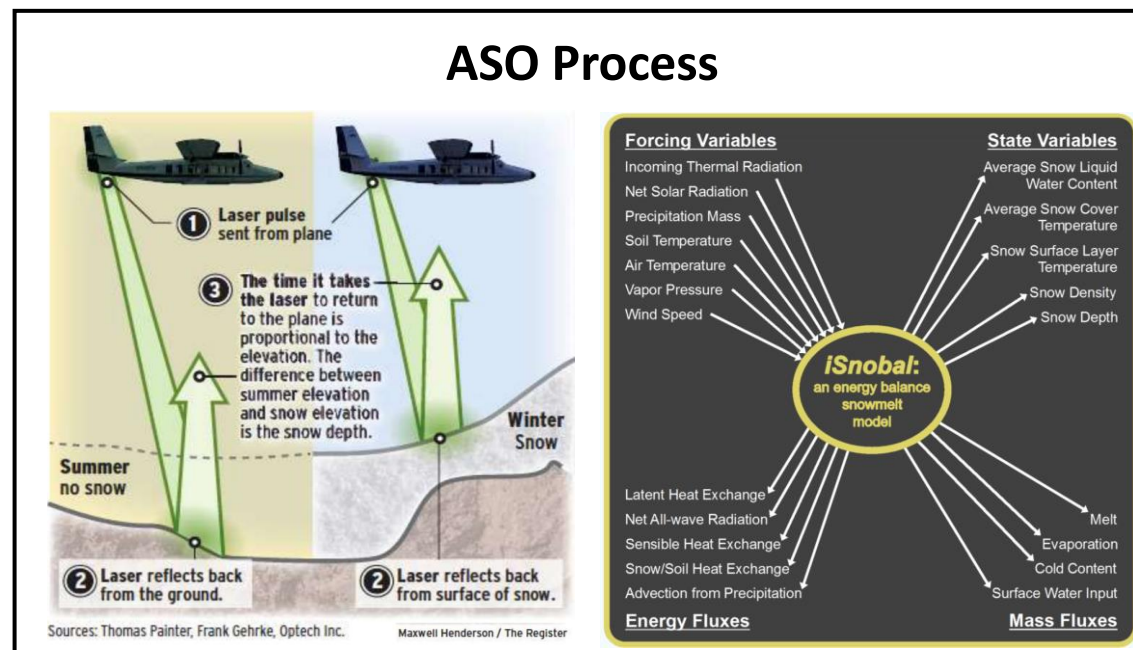 ASO Process
1 Laser pulse
sent from plane
3 The time it takes
the laser to return
to the plane is
proportional to the
elevation. The
difference between
summer elevation
and snow elevation
is the snow depth.
Winter
Snow
Summer
no snow
2 Laser reflects back
from the ground.
2 Laser reflects back
from surface of snow.
Sources: Thomas Painter, Frank Gehrke, Optech Inc.
Maxwell Henderson / The Register
Forcing Variables
Incoming Thermal Radiation
Net Solar Radiation
Precipitation Mass
Soil Temperature
Air Temperature
Vapor Pressure
Wind Speed
State Variables
Average Snow Liquid
Water Content
Average Snow Cover
Temperature
Snow Surface Layer
Temperature
Snow Density
Snow Depth
iSnobal:
an energy balance
snowmelt
model
Latent Heat Exchange
Net All-wave Radiation
Sensible Heat Exchange
Snow/Soil Heat Exchange
Advection from Precipitation
Energy Fluxes
Melt
Evaporation
Cold Content
Surface Water Input
Mass Fluxes